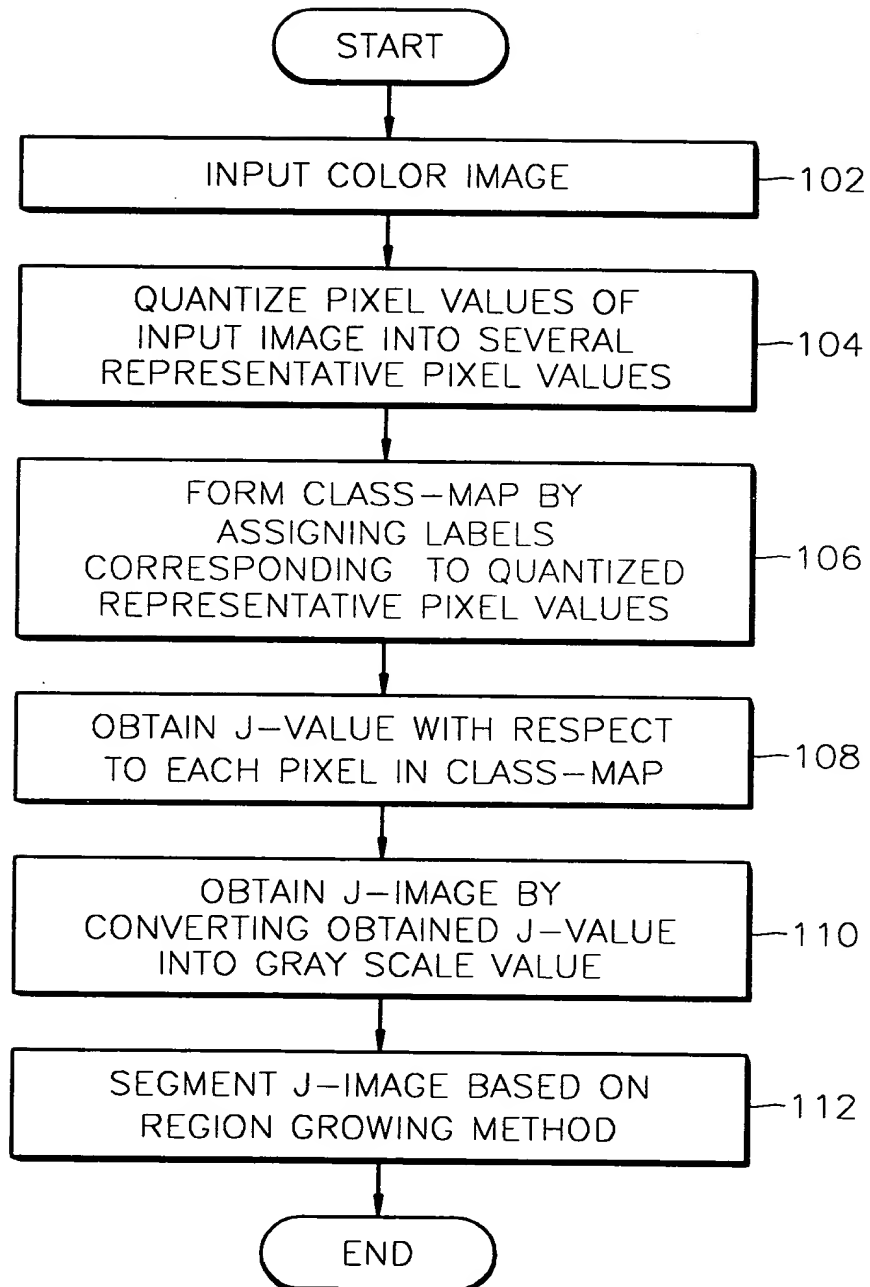 START
INPUT COLOR IMAGE
102
QUANTIZE PIXEL VALUES OF
INPUT IMAGE INTO SEVERAL
REPRESENTATIVE PIXEL VALUES
104
FORM CLASS-MAP BY
ASSIGNING LABELS
CORRESPONDING TO QUANTIZED
REPRESENTATIVE PIXEL VALUES
106
OBTAIN J-VALUE WITH RESPECT
TO EACH PIXEL IN CLASS-MAP
108
OBTAIN J-IMAGE BY
CONVERTING OBTAINED J-VALUE
INTO GRAY SCALE VALUE
110
SEGMENT J-IMAGE BASED ON
REGION GROWING METHOD
112
END